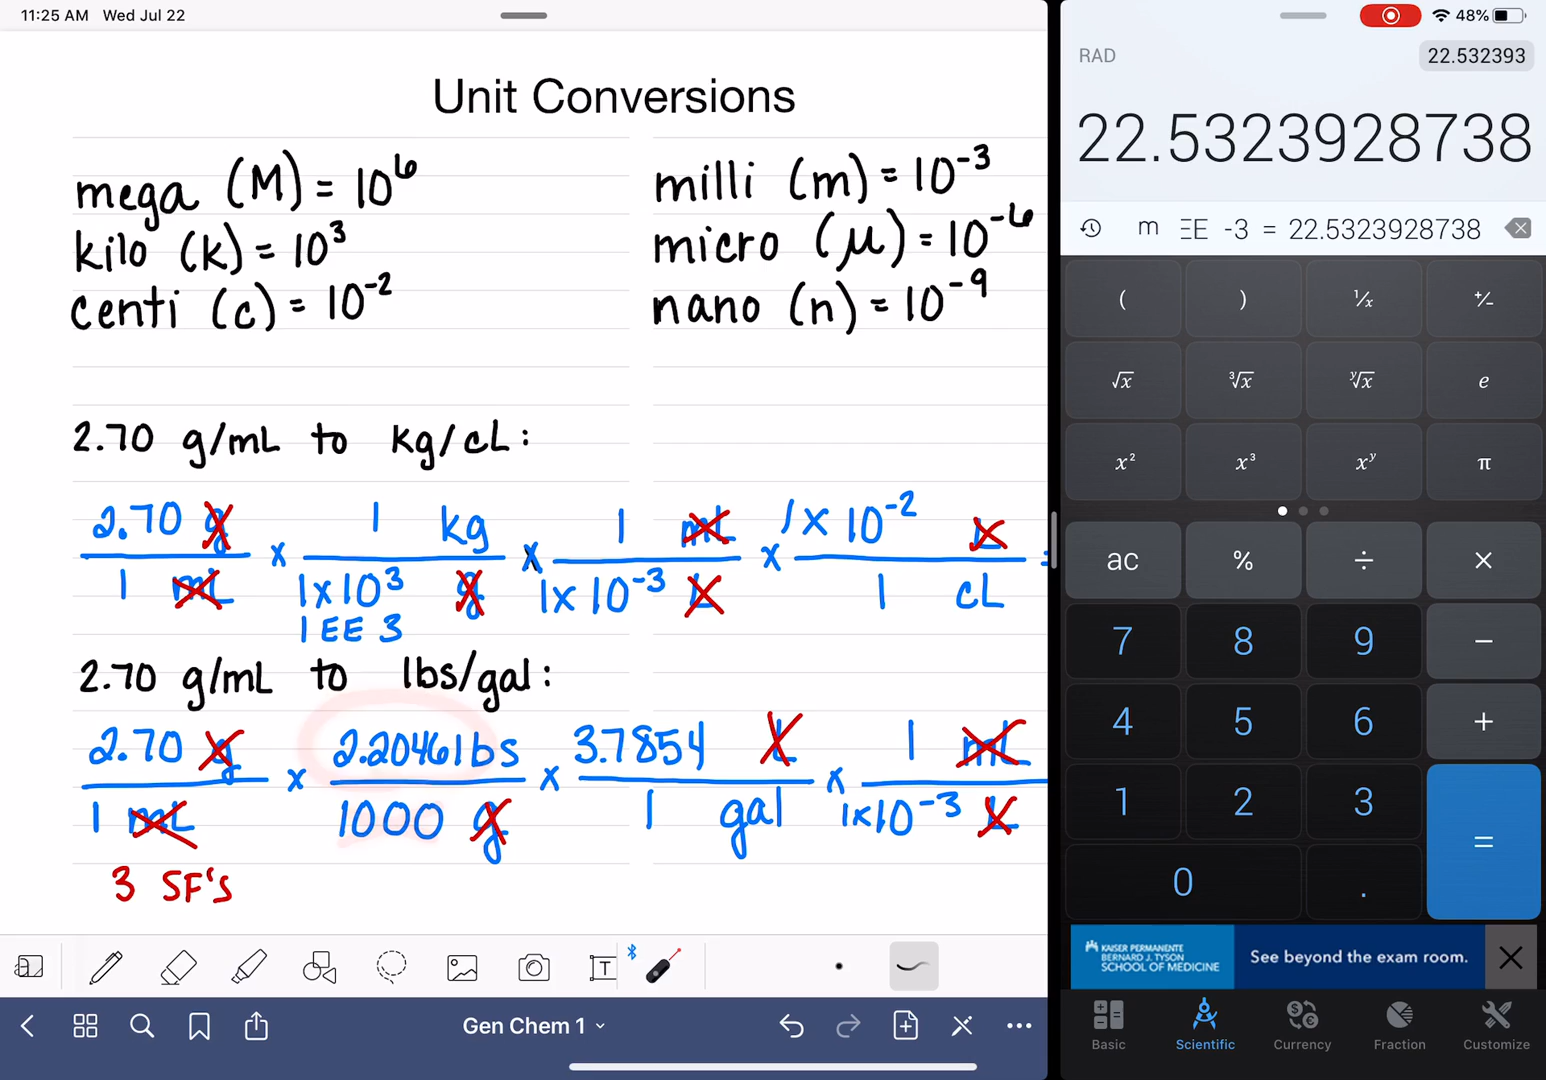 11:25 AM Wed Jul 22
48%
Unit Conversions
mega (M) = 10⁶
kilo (k) = 10³
centi (c) = 10⁻²
milli (m) = 10⁻³
micro (μ) = 10⁻⁶
nano (n) = 10⁻⁹
2.70 g/mL to kg/cL:
2.70 g 1 kg 1 mL 1 x 10⁻² L
x x x =
1 mL 1x10³ g 1x 10⁻³ L 1 cL
1 EE 3
2.70 g/mL to lbs/gal:
2.70 g 2.2046 lbs 3.7854 L 1 mL
x x x
1 mL 1000 g 1 gal 1x10⁻³ L
3 SF's
T
Gen Chem 1
RAD 22.532393
22.5323928738
m EE -3 = 22.5323928738
( ) ¹/x +/−
√x ³√x ʸ√x e
x² x³ xʸ π
ac % ÷ ×
7 8 9 −
4 5 6 +
1 2 3 =
0 .
KAISER PERMANENTE
BERNARD J. TYSON
SCHOOL OF MEDICINE
See beyond the exam room.
Basic Scientific Currency Fraction Customize